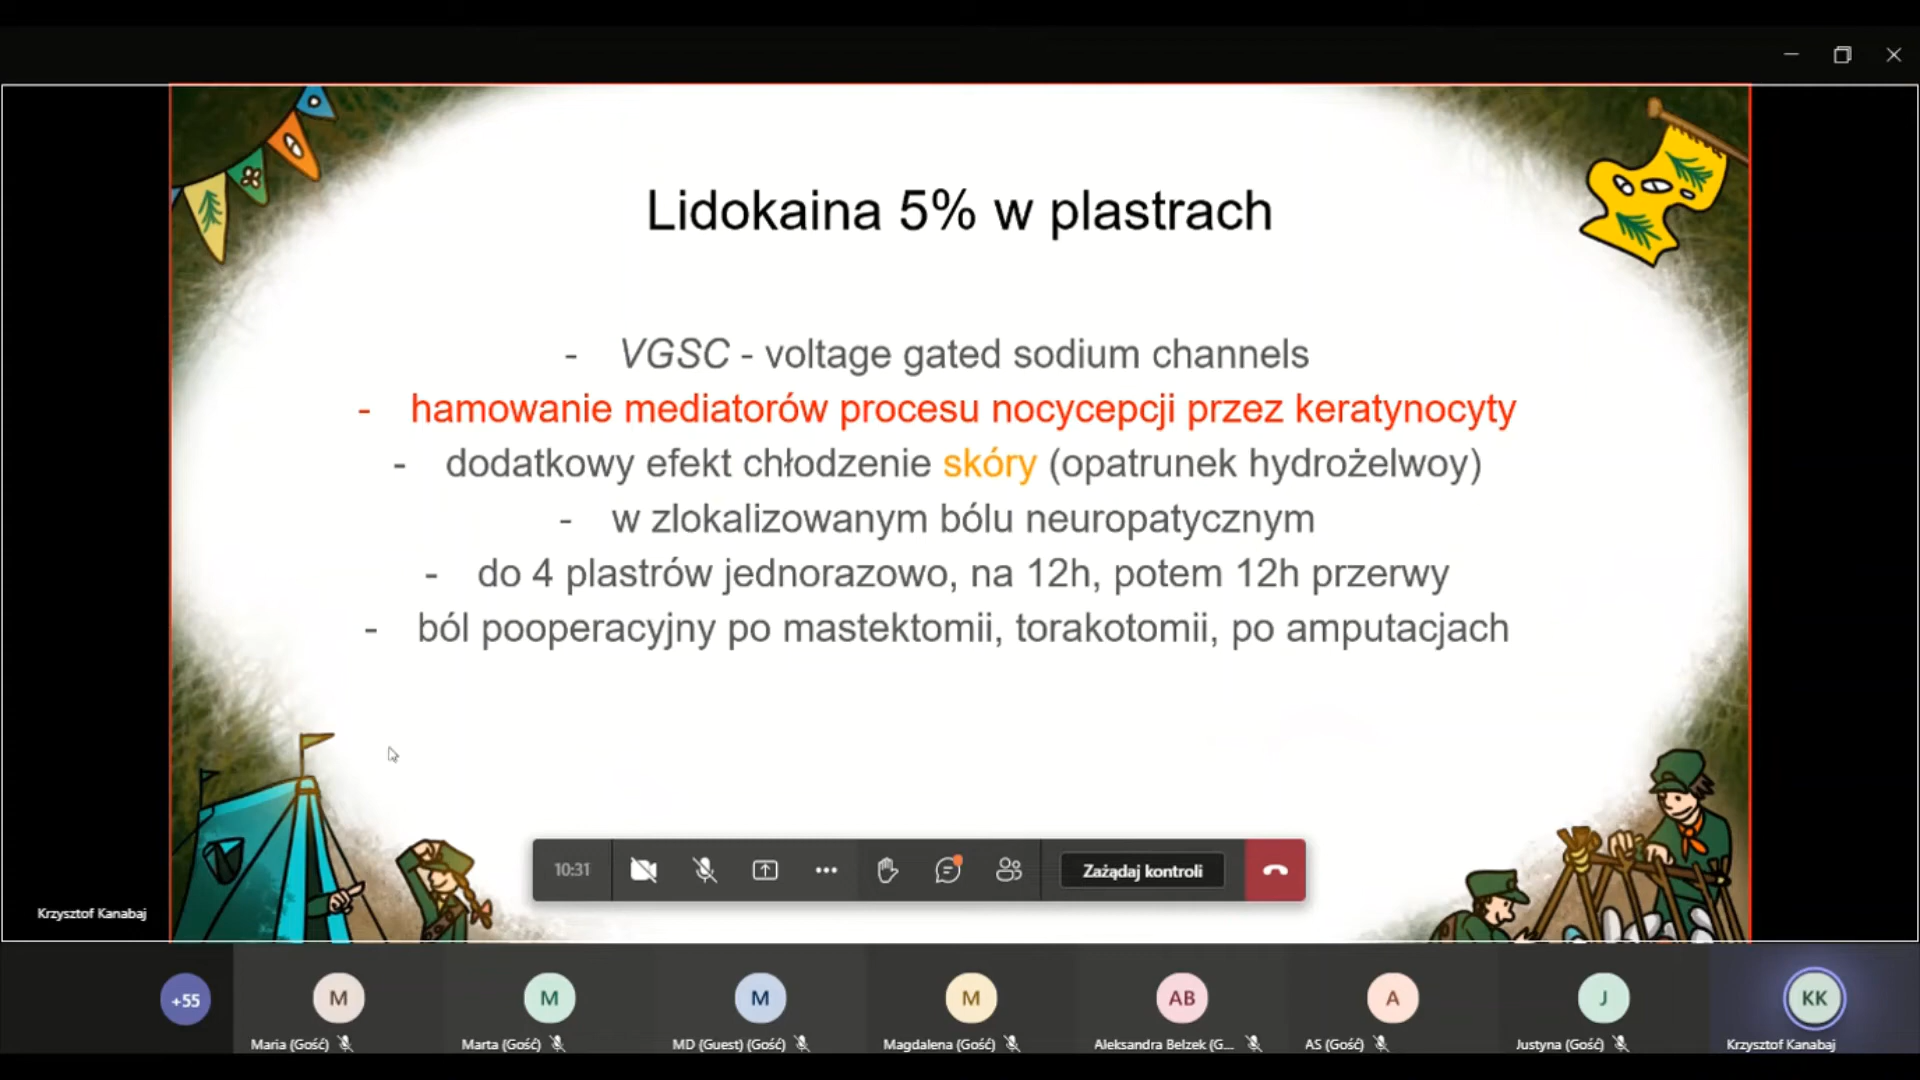 Lidokaina 5% w plastrach
- VGSC - voltage gated sodium channels
- hamowanie mediatorów procesu nocycepcji przez keratynocyty
- dodatkowy efekt chłodzenie skóry (opatrunek hydrożelwoy)
- w zlokalizowanym bólu neuropatycznym
- do 4 plastrów jednorazowo, na 12h, potem 12h przerwy
- ból pooperacyjny po mastektomii, torakotomii, po amputacjach
10:31 Zażądaj kontroli
Krzysztof Kanabaj
+55 M M M M AB A J KK
Maria (Gość) Marta (Gość) MD (Guest) (Gość) Magdalena (Gość) Aleksandra Belzek (G... AS (Gość) Justyna (Gość) Krzysztof Kanabaj